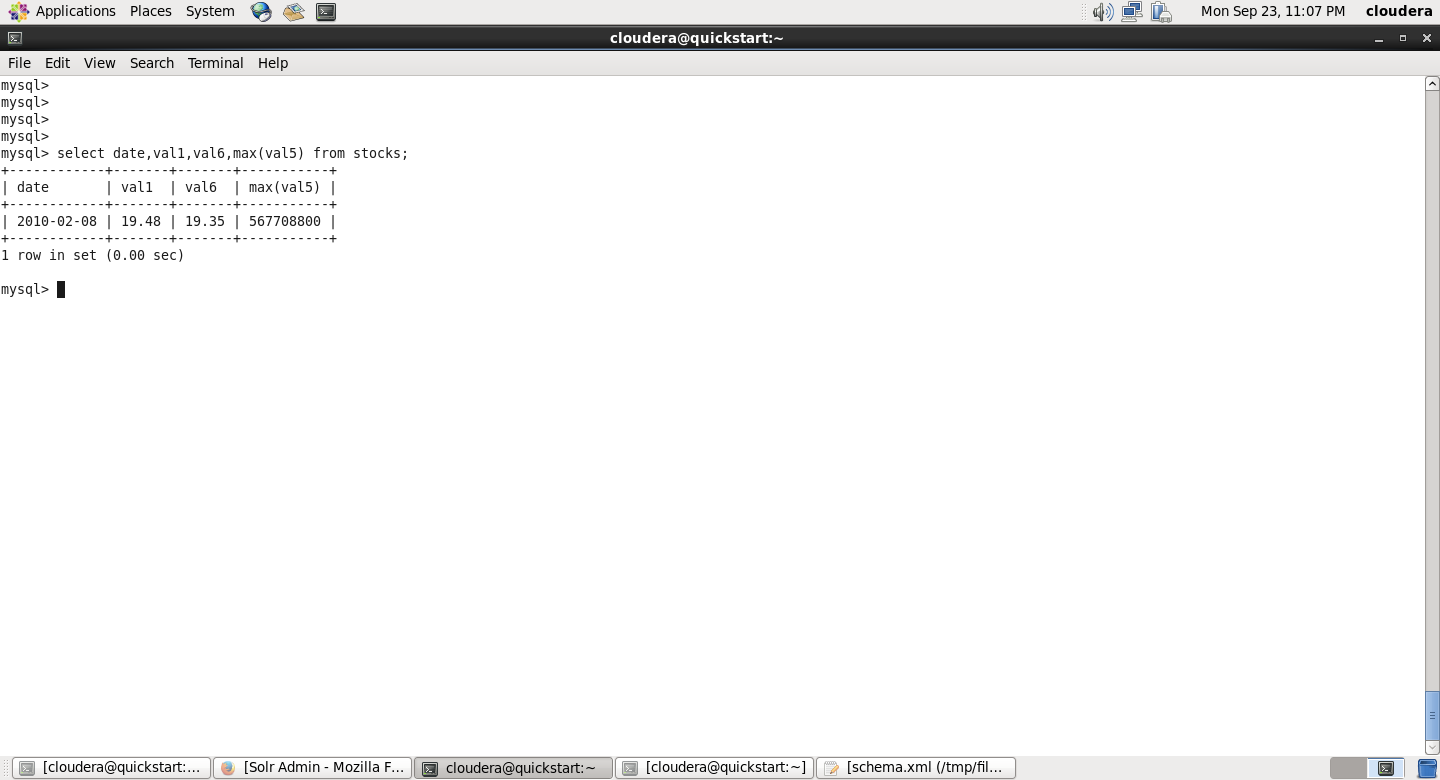 Applications Places System Mon Sep 23, 11:07 PM cloudera
cloudera@quickstart:~
File Edit View Search Terminal Help
mysql>
mysql>
mysql>
mysql>
mysql> select date,val1,val6,max(val5) from stocks;
+------------+-------+-------+-----------+
| date       | val1  | val6  | max(val5) |
+------------+-------+-------+-----------+
| 2010-02-08 | 19.48 | 19.35 | 567708800 |
+------------+-------+-------+-----------+
1 row in set (0.00 sec)
mysql>
[cloudera@quickstart:... [Solr Admin - Mozilla F... cloudera@quickstart:~ [cloudera@quickstart:~] [schema.xml (/tmp/fil...